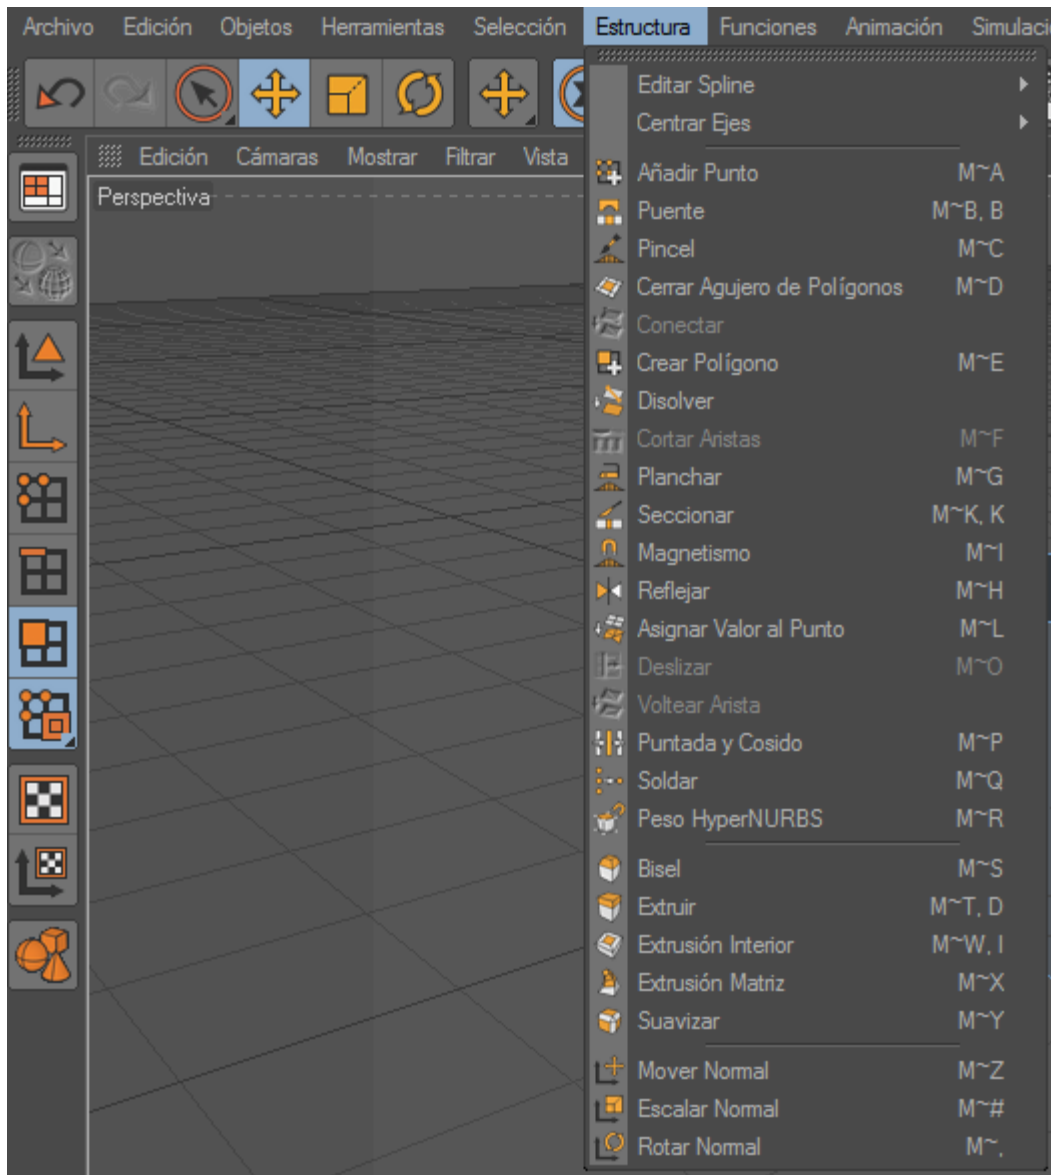 Archivo Edición Objetos Herramientas Selección Estructura Funciones Animación Simulaci
Edición Cámaras Mostrar Filtrar Vista
Perspectiva
Editar Spline
Centrar Ejes
Añadir Punto M~A
Puente M~B, B
Pincel M~C
Cerrar Agujero de Polígonos M~D
Conectar
Crear Polígono M~E
Disolver
Cortar Aristas M~F
Planchar M~G
Seccionar M~K, K
Magnetismo M~I
Reflejar M~H
Asignar Valor al Punto M~L
Deslizar M~O
Voltear Arista
Puntada y Cosido M~P
Soldar M~Q
Peso HyperNURBS M~R
Bisel M~S
Extruir M~T, D
Extrusión Interior M~W, I
Extrusión Matriz M~X
Suavizar M~Y
Mover Normal M~Z
Escalar Normal M~#
Rotar Normal M~,